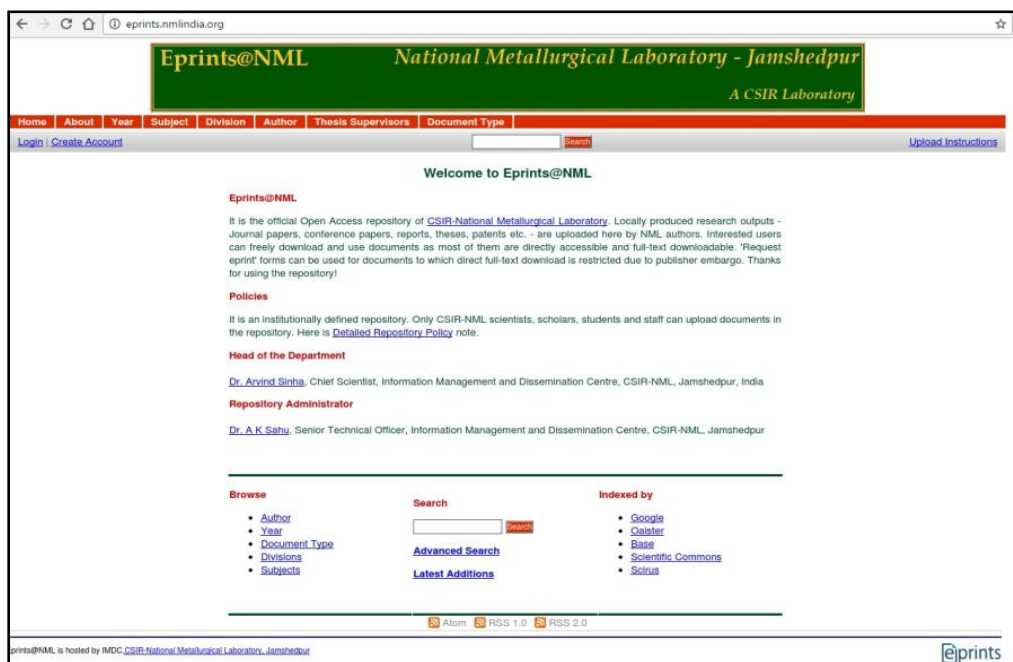 eprints.nmlindia.org
Eprints@NML
National Metallurgical Laboratory - Jamshedpur
A CSIR Laboratory
Home About Year Subject Division Author Thesis Supervisors Document Type
Login | Create Account Search Upload Instructions
Welcome to Eprints@NML
Eprints@NML
It is the official Open Access repository of CSIR-National Metallurgical Laboratory. Locally produced research outputs -
Journal papers, conference papers, reports, theses, patents etc. - are uploaded here by NML authors. Interested users
can freely download and use documents as most of them are directly accessible and full-text downloadable. 'Request
eprint' forms can be used for documents to which direct full-text download is restricted due to publisher embargo. Thanks
for using the repository!
Policies
It is an institutionally defined repository. Only CSIR-NML scientists, scholars, students and staff can upload documents in
the repository. Here is Detailed Repository Policy note.
Head of the Department
Dr. Arvind Sinha, Chief Scientist, Information Management and Dissemination Centre, CSIR-NML, Jamshedpur, India
Repository Administrator
Dr. A K Sahu, Senior Technical Officer, Information Management and Dissemination Centre, CSIR-NML, Jamshedpur
Browse
Author
Year
Document Type
Divisions
Subjects
Search
Search
Advanced Search
Latest Additions
Indexed by
Google
Oaister
Base
Scientific Commons
Scirus
Atom RSS 1.0 RSS 2.0
prints@NML is hosted by IMDC,CSIR-National Metallurgical Laboratory, Jamshedpur
eprints